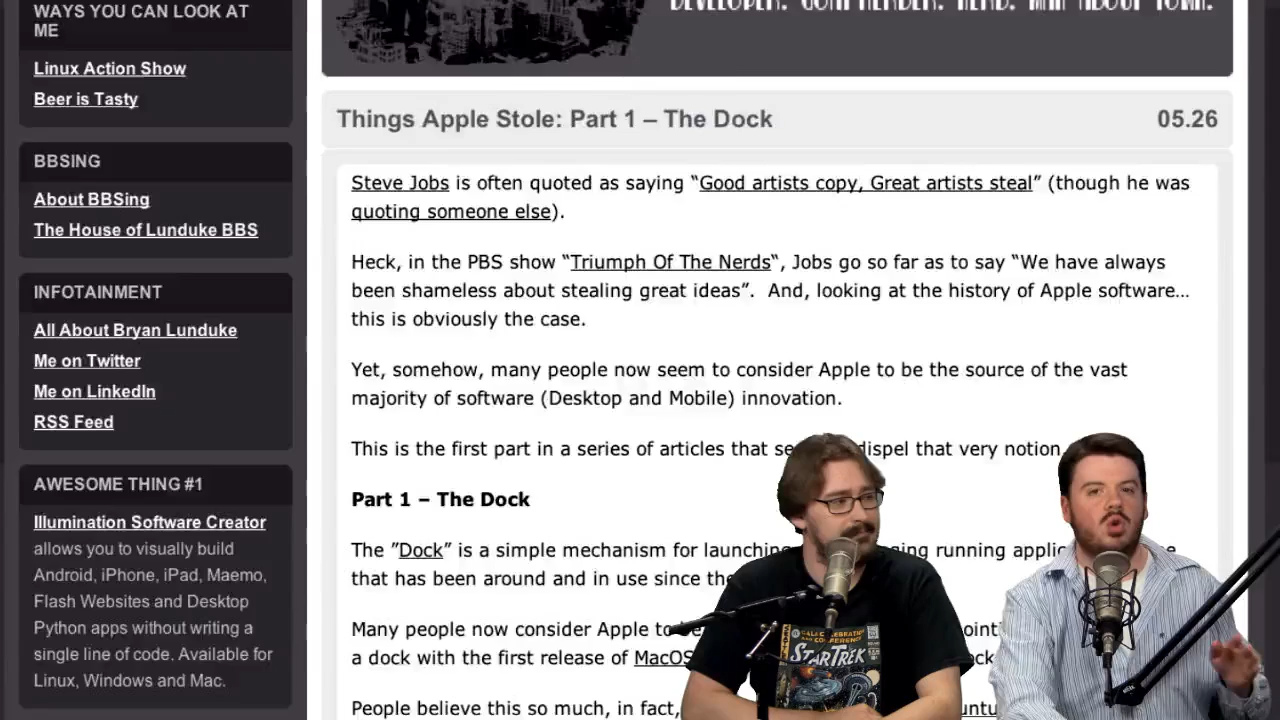 WAYS YOU CAN LOOK AT
ME
Linux Action Show
Beer is Tasty
BBSING
About BBSing
The House of Lunduke BBS
INFOTAINMENT
All About Bryan Lunduke
Me on Twitter
Me on LinkedIn
RSS Feed
AWESOME THING #1
Illumination Software Creator
allows you to visually build
Android, iPhone, iPad, Maemo,
Flash Websites and Desktop
Python apps without writing a
single line of code. Available for
Linux, Windows and Mac.
DEVELOPER. NERD. MAN ABOUT TOWN.
Things Apple Stole: Part 1 – The Dock 05.26
Steve Jobs is often quoted as saying “Good artists copy, Great artists steal” (though he was
quoting someone else).
Heck, in the PBS show “Triumph Of The Nerds“, Jobs go so far as to say “We have always
been shameless about stealing great ideas”. And, looking at the history of Apple software…
this is obviously the case.
Yet, somehow, many people now seem to consider Apple to be the source of the vast
majority of software (Desktop and Mobile) innovation.
This is the first part in a series of articles that dispel that very notion
Part 1 – The Dock
The ”Dock” is a simple mechanism for launching running
that has been around and in use since
Many people now consider Apple to
a dock with the first release of MacOS
People believe this so much, in fact,
STAR TREK